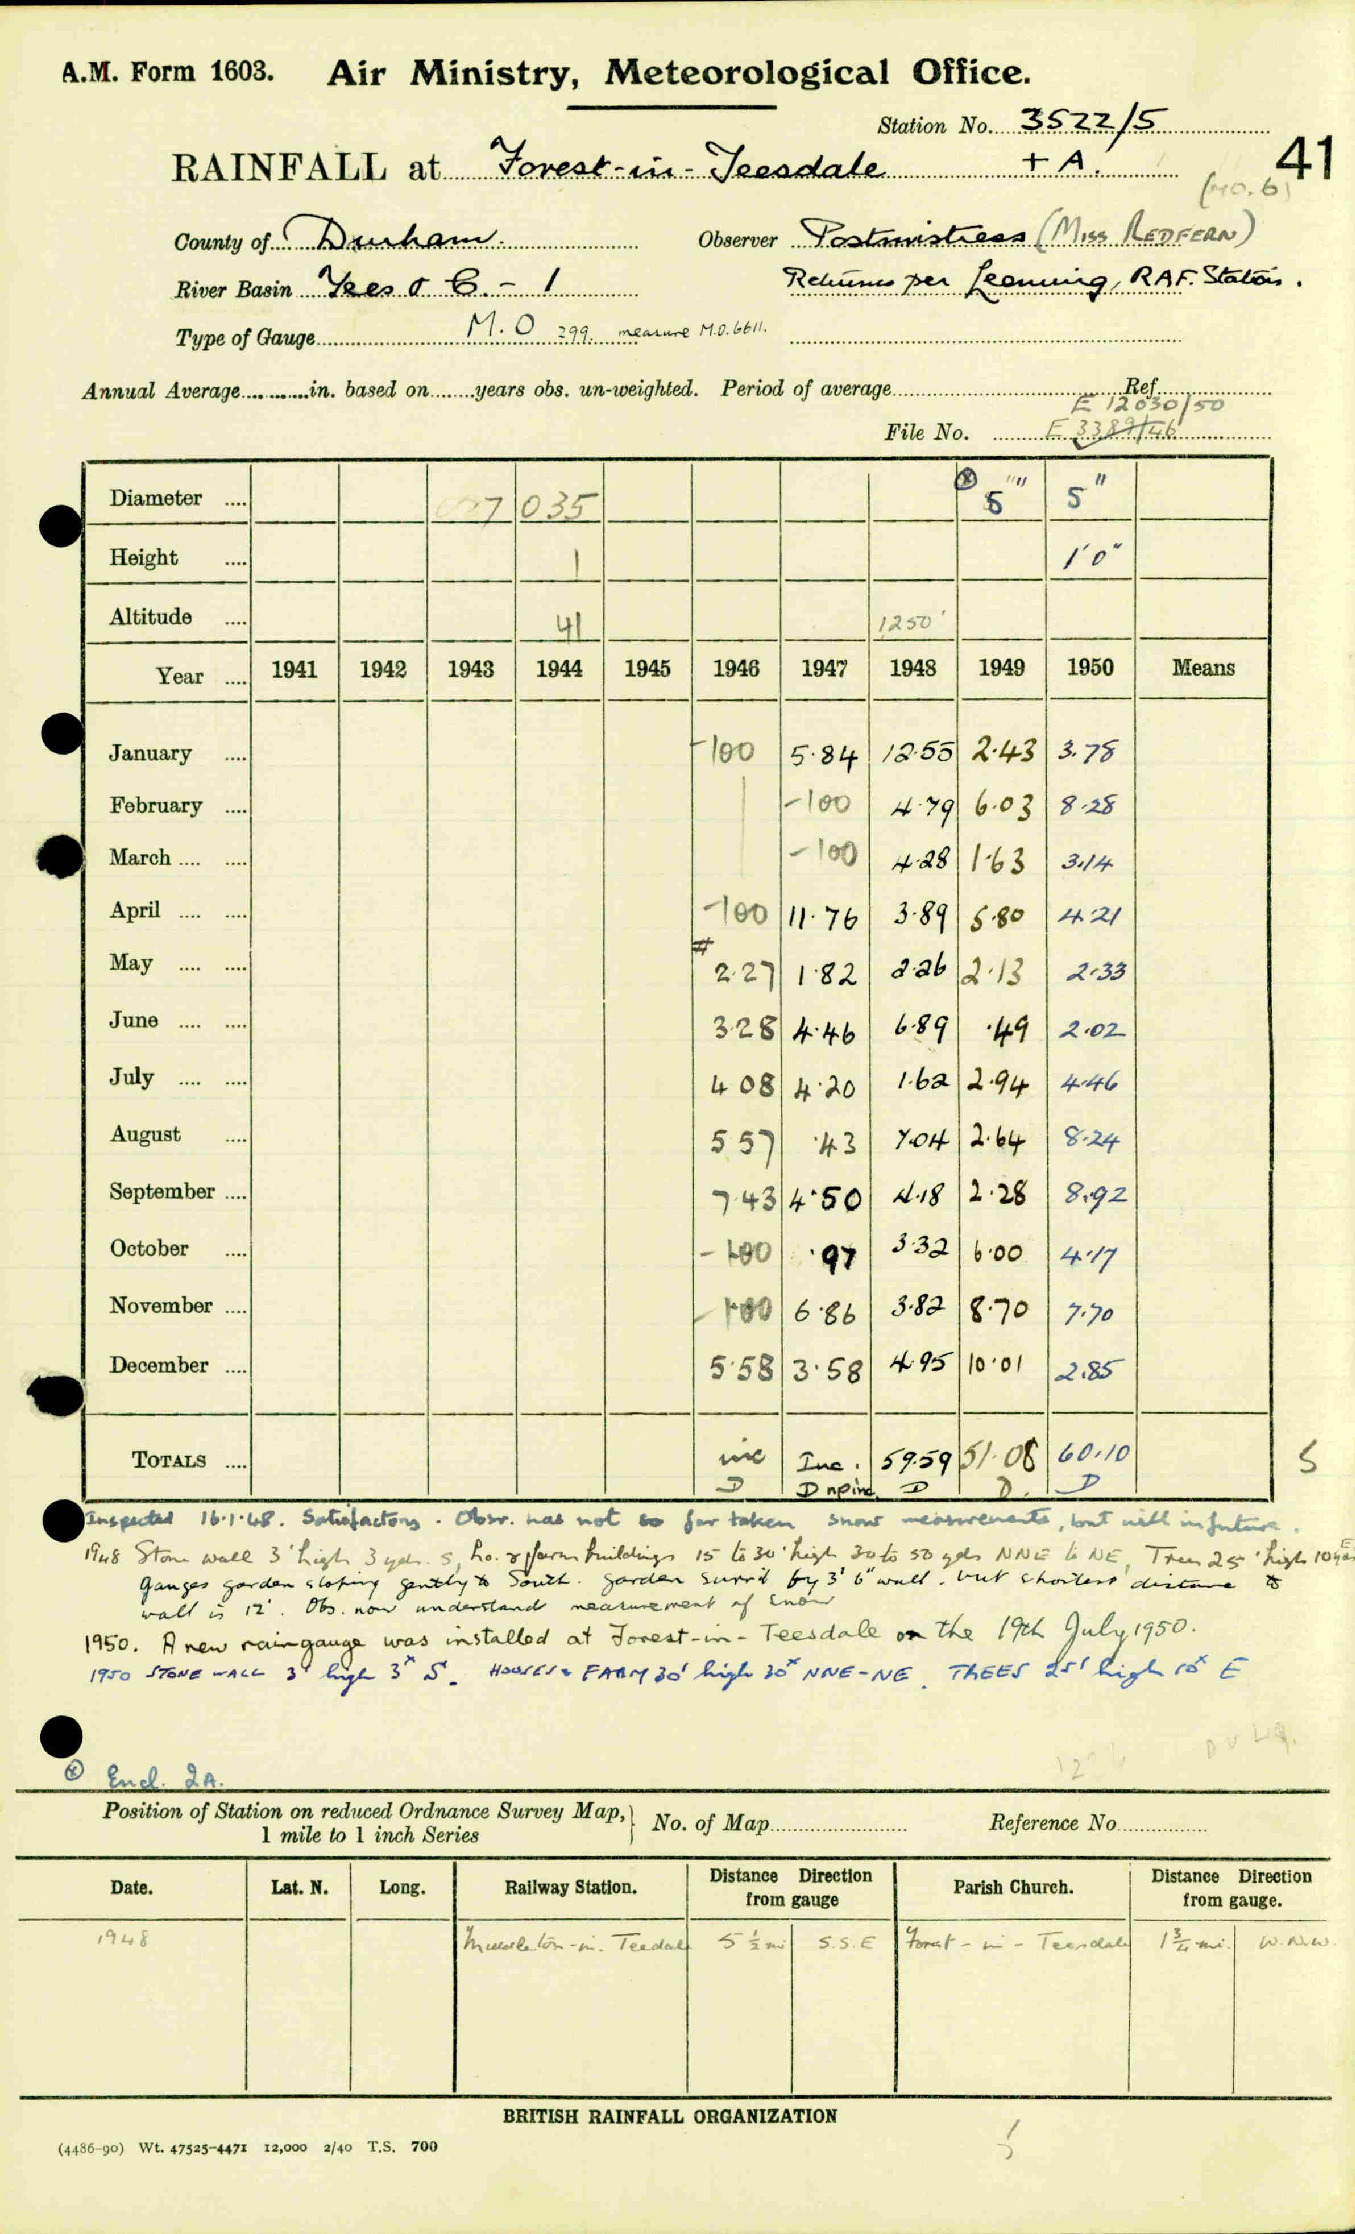 A.M. Form 1603. Air Ministry, Meteorological Office.
Station No. 3522/5
RAINFALL at Forest-in-Teesdale + A. 41
(MO.6)
County of Durham. Observer Postmistress (MISS REDFERN)
River Basin Tees & C. - 1 Returns per Leeming, RAF. Station.
Type of Gauge M.O 299. measure M.O.6611.
Annual Average in. based on years obs. un-weighted. Period of average Ref.
E 12030/50
File No. E 3389/46
Diameter 7 035 ⊗ 5" 5"
Height 1 1'0"
Altitude 41 1250'
Year 1941 1942 1943 1944 1945 1946 1947 1948 1949 1950 Means
January -100 5·84 12·55 2·43 3.78
February -100 4·79 6·03 8·28
March -100 4·28 1·63 3.14
April -100 11·76 3·89 5·80 4·21
#
May 2·27 1·82 2·26 2·13 2·33
June 3·28 4·46 6·89 ·49 2·02
July 4 08 4·20 1·62 2·94 4·46
August 5 57 ·43 7·04 2·64 8·24
September 7·43 4·50 4·18 2·28 8·92
October -100 ·97 3·32 6·00 4·17
November -100 6·86 3·82 8·70 7·70
December 5·58 3·58 4·95 10·01 2.85
TOTALS inc Inc. 59·59 51·08 60·10 5
D D D D. D
Inspected 16·1·48. Satisfactory. Obsr. has not so far taken snow measurements, but will in future.
1948 Stone wall 3' high 3 yds. S, ho. & farm buildings 15 to 30' high 30 to 50 yds NNE to NE, Trees 25' high 10 yds E
Gauges garden sloping gently to South. garden surr'd by 3' 6" wall. but shortest distance to
wall is 12'. Obs. now understand measurement of snow
1950. A new raingauge was installed at Forest-in-Teesdale on the 19th July 1950.
1950 STONE WALL 3' high 3ˣ S. HOUSES & FARM 30' high 30ˣ NNE-NE. TREES 25' high 10ˣ E
⊗ Encl. 2A.
Position of Station on reduced Ordnance Survey Map, 1 mile to 1 inch Series No. of Map Reference No
Date. Lat. N. Long. Railway Station. Distance Direction from gauge Parish Church. Distance Direction from gauge.
1948 Middleton-in-Teesdale 5 ½ mi S.S.E Forest-in-Teesdale 1 ¾ mi. W.N.W.
BRITISH RAINFALL ORGANIZATION
(4486-90) Wt. 47525-4471 12,000 2/40 T.S. 700